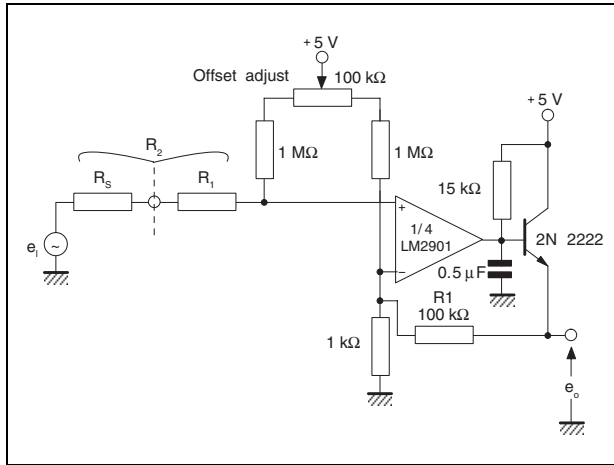 +5 V
Offset adjust
100 kΩ
+5 V
R2
1 MΩ
1 MΩ
RS
R1
15 kΩ
+
1/4
LM2901
2N 2222
eI
~
0.5 μF
−
R1
100 kΩ
1 kΩ
eo